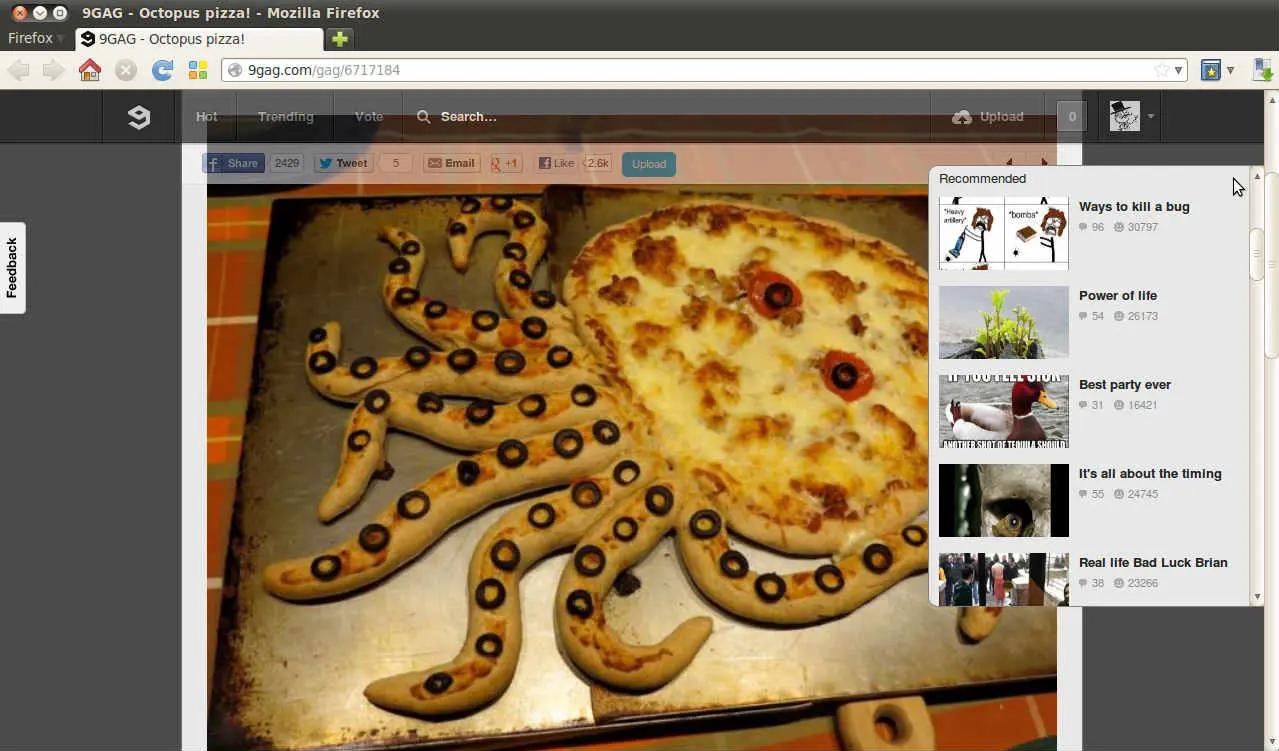 9GAG - Octopus pizza! - Mozilla Firefox
Firefox
9GAG - Octopus pizza!
9gag.com/gag/6717184
Hot
Trending
Vote
Search...
Upload
0
Share
2429
Tweet
5
Email
+1
Like
2.6k
Upload
Feedback
Recommended
"Heavy
artillery"
"bombs"
Ways to kill a bug
96 30797
Power of life
54 26173
IF YOU FEEL SICK
ANOTHER SHOT OF TEQUILA SHOULD
Best party ever
31 16421
It's all about the timing
55 24745
Real life Bad Luck Brian
38 23266